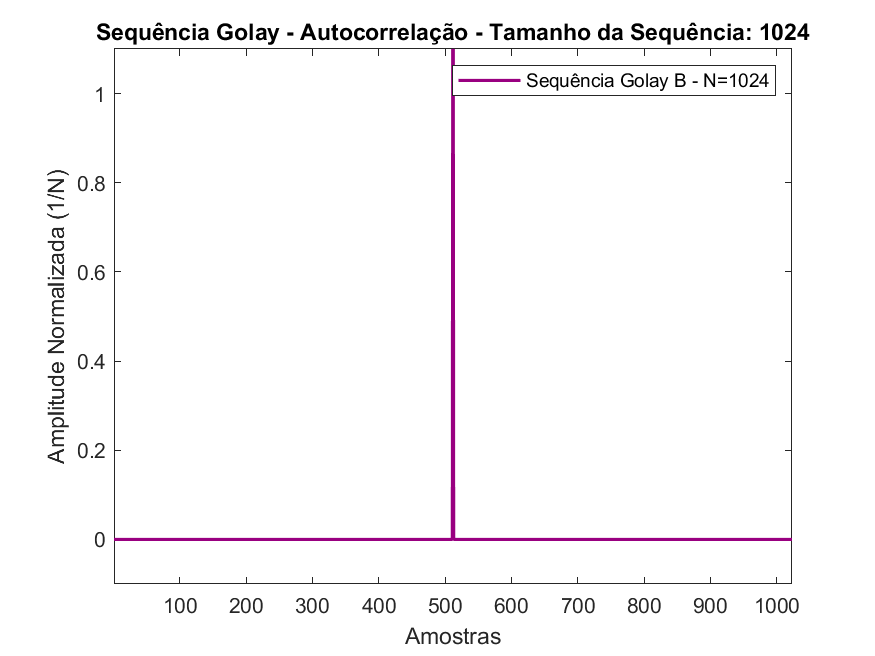 Sequência Golay - Autocorrelação - Tamanho da Sequência: 1024
Sequência Golay B - N=1024
Amplitude Normalizada (1/N)
1
0.8
0.6
0.4
0.2
0
100 200 300 400 500 600 700 800 900 1000
Amostras